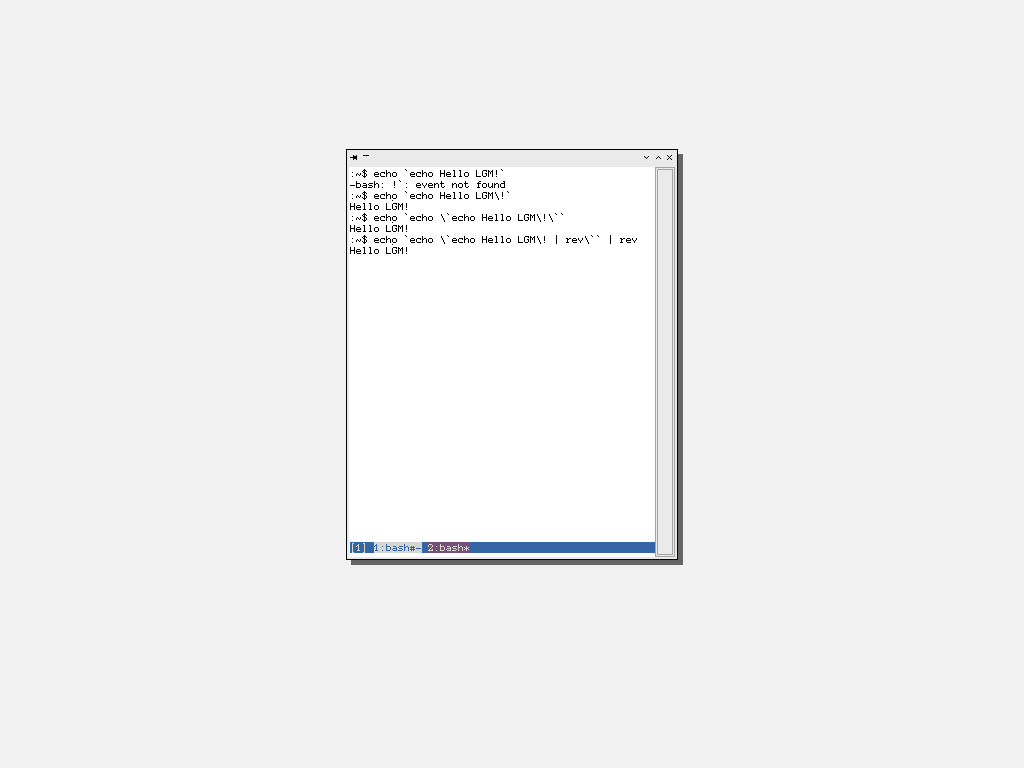 :~$ echo `echo Hello LGM!`
-bash: !`: event not found
:~$ echo `echo Hello LGM\!`
Hello LGM!
:~$ echo `echo \`echo Hello LGM\!\``
Hello LGM!
:~$ echo `echo \`echo Hello LGM\! | rev\`` | rev
Hello LGM!
[1] 1:bash#- 2:bash*